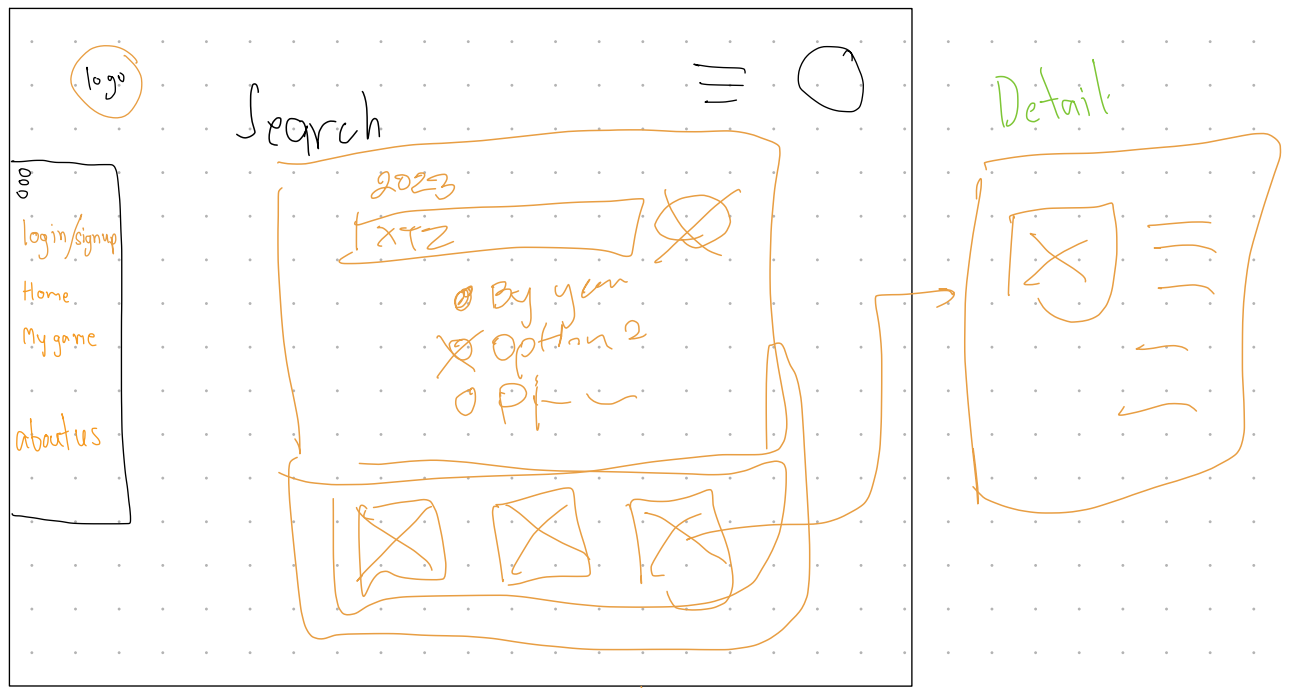 logo
Search
Detail
2023
XYZ
login/signup
Home
My game
about us
By year
Option 2